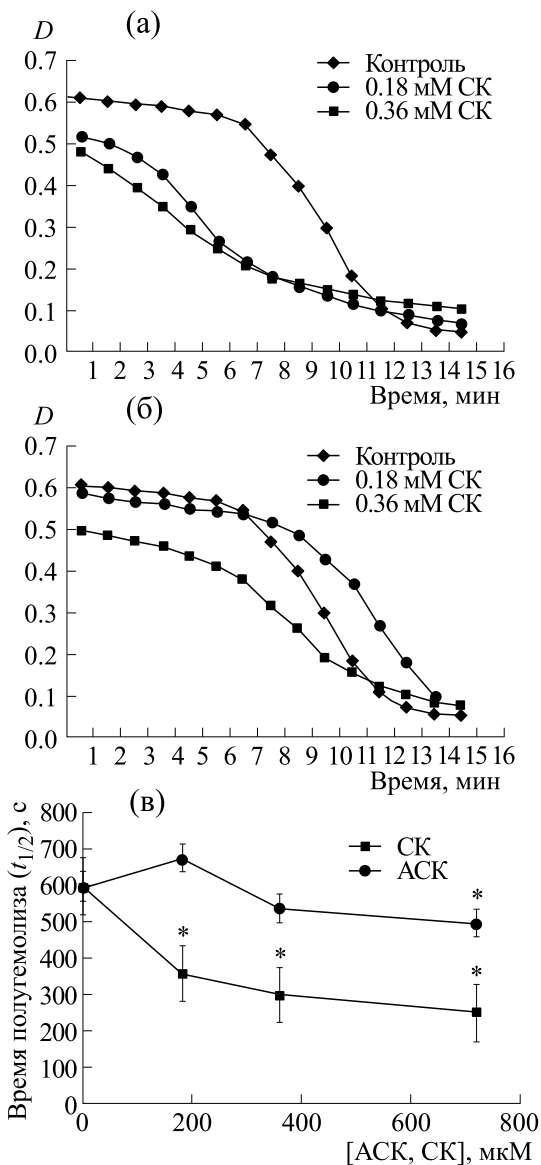 (а)
D
0.7
0.6
0.5
0.4
0.3
0.2
0.1
0.0
Контроль
0.18 мМ СК
0.36 мМ СК
1 2 3 4 5 6 7 8 9 10 11 12 13 14 15 16
Время, мин
(б)
D
0.7
0.6
0.5
0.4
0.3
0.2
0.1
0.0
Контроль
0.18 мМ СК
0.36 мМ СК
1 2 3 4 5 6 7 8 9 10 11 12 13 14 15 16
Время, мин
(в)
Время полугемолиза (t1/2), с
800
700
600
500
400
300
200
100
0
СК
АСК
*
*
*
*
0 200 400 600 800
[АСК, СК], мкМ